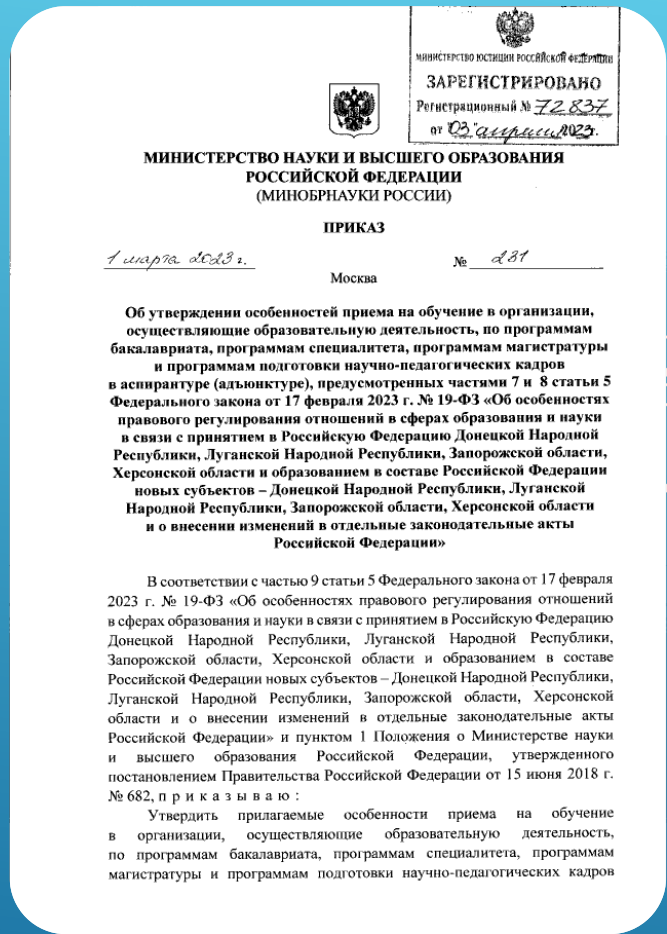 МИНИСТЕРСТВО ЮСТИЦИИ РОССИЙСКОЙ ФЕДЕРАЦИИ
ЗАРЕГИСТРИРОВАНО
Регистрационный № 72837
от "03" апреля 2023г.
МИНИСТЕРСТВО НАУКИ И ВЫСШЕГО ОБРАЗОВАНИЯ
РОССИЙСКОЙ ФЕДЕРАЦИИ
(МИНОБРНАУКИ РОССИИ)
ПРИКАЗ
1 марта 2023 г. № 231
Москва
Об утверждении особенностей приема на обучение в организации,
осуществляющие образовательную деятельность, по программам
бакалавриата, программам специалитета, программам магистратуры
и программам подготовки научно-педагогических кадров
в аспирантуре (адъюнктуре), предусмотренных частями 7 и 8 статьи 5
Федерального закона от 17 февраля 2023 г. № 19-ФЗ «Об особенностях
правового регулирования отношений в сферах образования и науки
в связи с принятием в Российскую Федерацию Донецкой Народной
Республики, Луганской Народной Республики, Запорожской области,
Херсонской области и образованием в составе Российской Федерации
новых субъектов – Донецкой Народной Республики, Луганской
Народной Республики, Запорожской области, Херсонской области
и о внесении изменений в отдельные законодательные акты
Российской Федерации»
В соответствии с частью 9 статьи 5 Федерального закона от 17 февраля
2023 г. № 19-ФЗ «Об особенностях правового регулирования отношений
в сферах образования и науки в связи с принятием в Российскую Федерацию
Донецкой Народной Республики, Луганской Народной Республики,
Запорожской области, Херсонской области и образованием в составе
Российской Федерации новых субъектов – Донецкой Народной Республики,
Луганской Народной Республики, Запорожской области, Херсонской
области и о внесении изменений в отдельные законодательные акты
Российской Федерации» и пунктом 1 Положения о Министерстве науки
и высшего образования Российской Федерации, утвержденного
постановлением Правительства Российской Федерации от 15 июня 2018 г.
№ 682, п р и к а з ы в а ю :
Утвердить прилагаемые особенности приема на обучение
в организации, осуществляющие образовательную деятельность,
по программам бакалавриата, программам специалитета, программам
магистратуры и программам подготовки научно-педагогических кадров